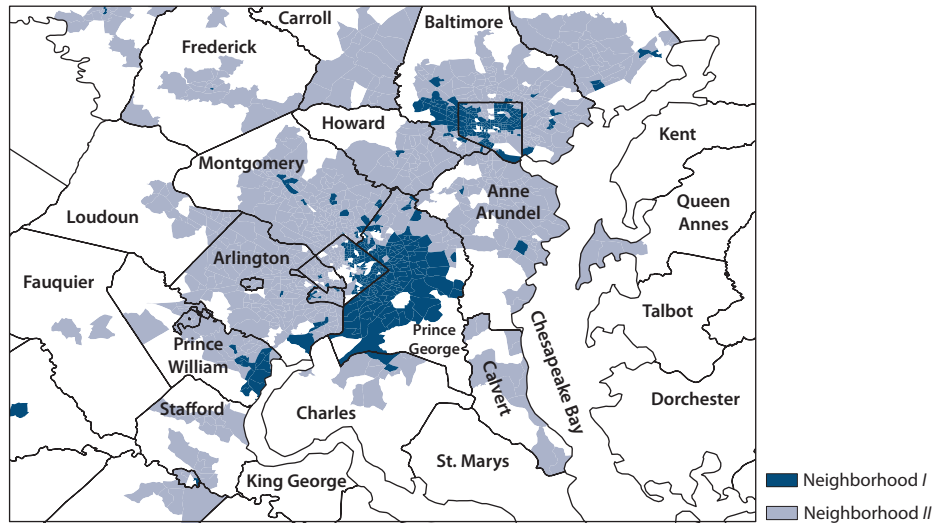 Carroll
Baltimore
Frederick
Howard
Kent
Montgomery
Anne
Arundel
Queen
Annes
Loudoun
Arlington
Fauquier
Talbot
Prince
George
Chesapeake Bay
Prince
William
Calvert
Dorchester
Stafford
Charles
St. Marys
King George
Neighborhood I
Neighborhood II